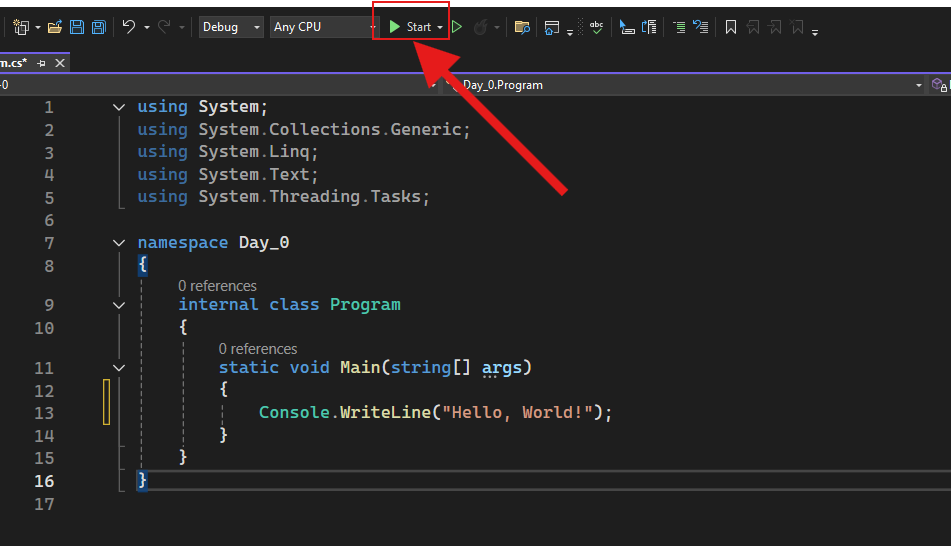 Debug
Any CPU
Start
abc
m.cs*
-0
Day_0.Program
1 using System;
2 using System.Collections.Generic;
3 using System.Linq;
4 using System.Text;
5 using System.Threading.Tasks;
6
7 namespace Day_0
8 {
0 references
9 internal class Program
10 {
0 references
11 static void Main(string[] args)
12 {
13 Console.WriteLine("Hello, World!");
14 }
15 }
16 }
17